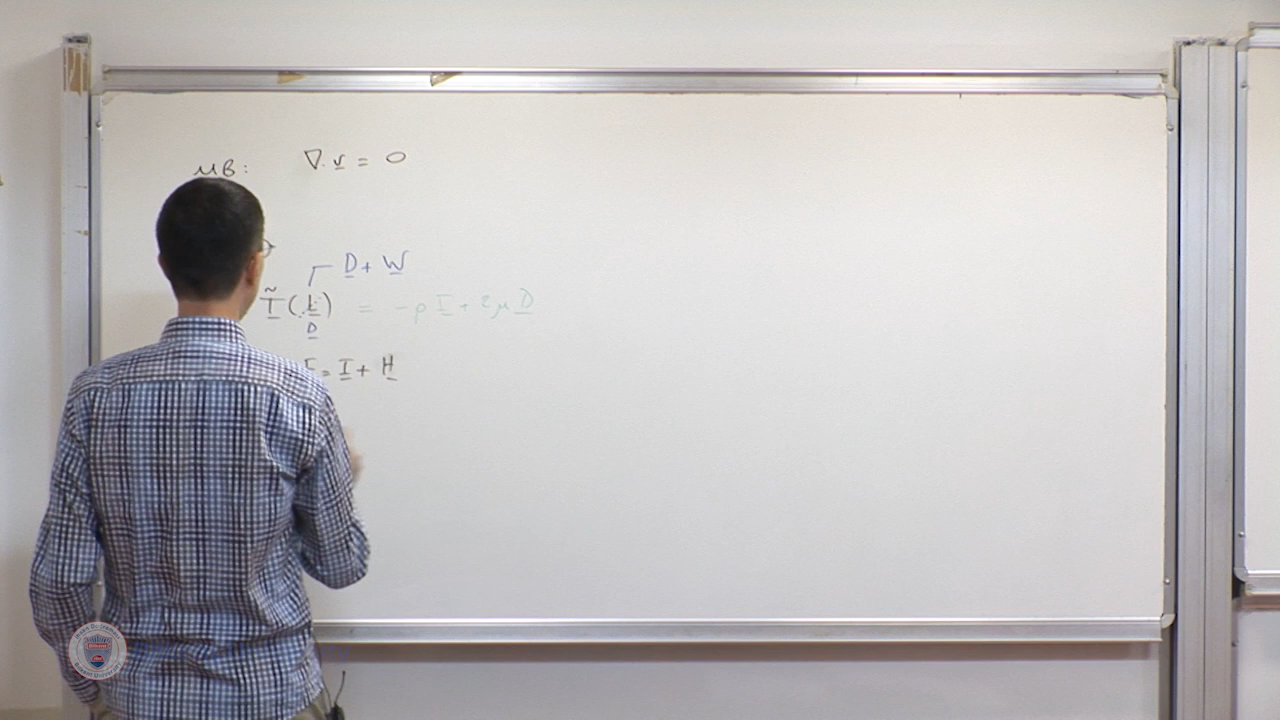 MB: ∇·v = 0
D + W
T̃(L) = -p I + 2μ D
D
F = I + H